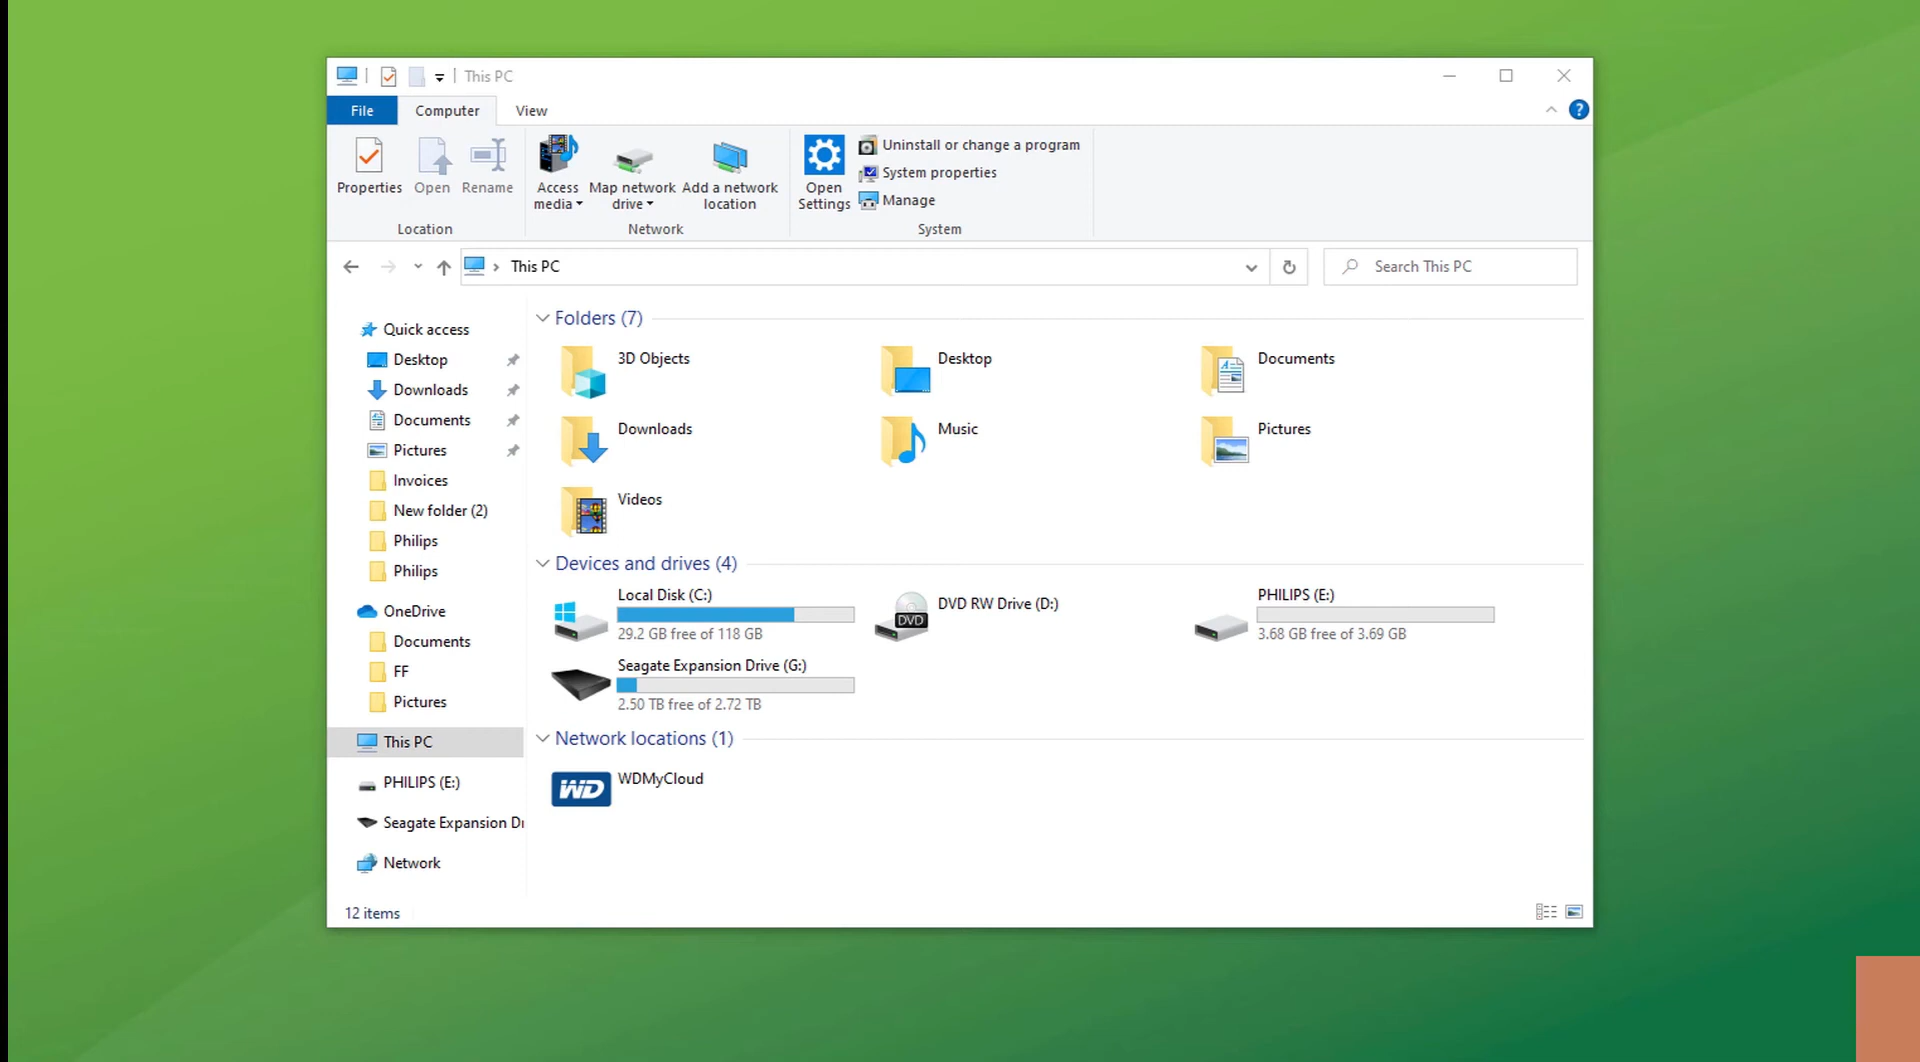 This PC
File Computer View
?
Properties Open Rename
Access media Map network drive Add a network location
Open Settings
Uninstall or change a program
System properties
Manage
Location Network System
This PC
Search This PC
Quick access
Desktop
Downloads
Documents
Pictures
Invoices
New folder (2)
Philips
Philips
OneDrive
Documents
FF
Pictures
This PC
PHILIPS (E:)
Seagate Expansion Dr
Network
Folders (7)
3D Objects Desktop Documents
Downloads Music Pictures
Videos
Devices and drives (4)
Local Disk (C:)
29.2 GB free of 118 GB
DVD
DVD RW Drive (D:)
PHILIPS (E:)
3.68 GB free of 3.69 GB
Seagate Expansion Drive (G:)
2.50 TB free of 2.72 TB
Network locations (1)
WD
WDMyCloud
12 items